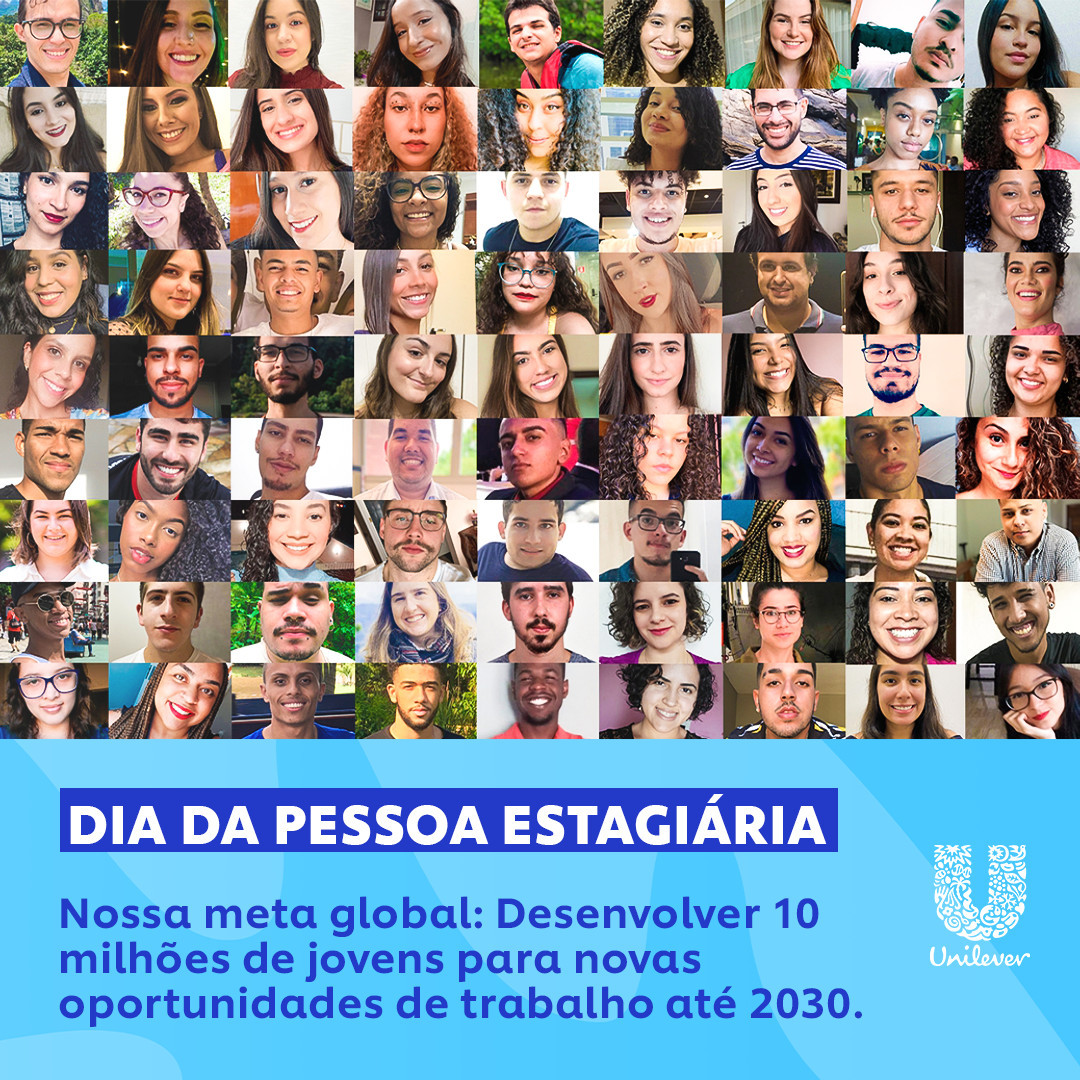 DIA DA PESSOA ESTAGIÁRIA
Nossa meta global: Desenvolver 10
milhões de jovens para novas
oportunidades de trabalho até 2030.
Unilever